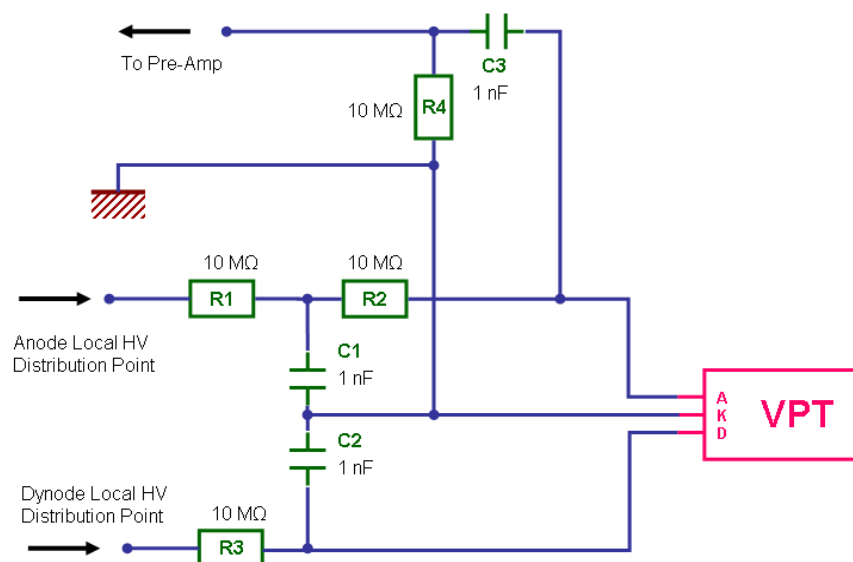 To Pre-Amp
C3
1 nF
10 MΩ
R4
10 MΩ
10 MΩ
R1
R2
Anode Local HV
Distribution Point
C1
1 nF
A
K
D
VPT
C2
1 nF
Dynode Local HV
Distribution Point
10 MΩ
R3